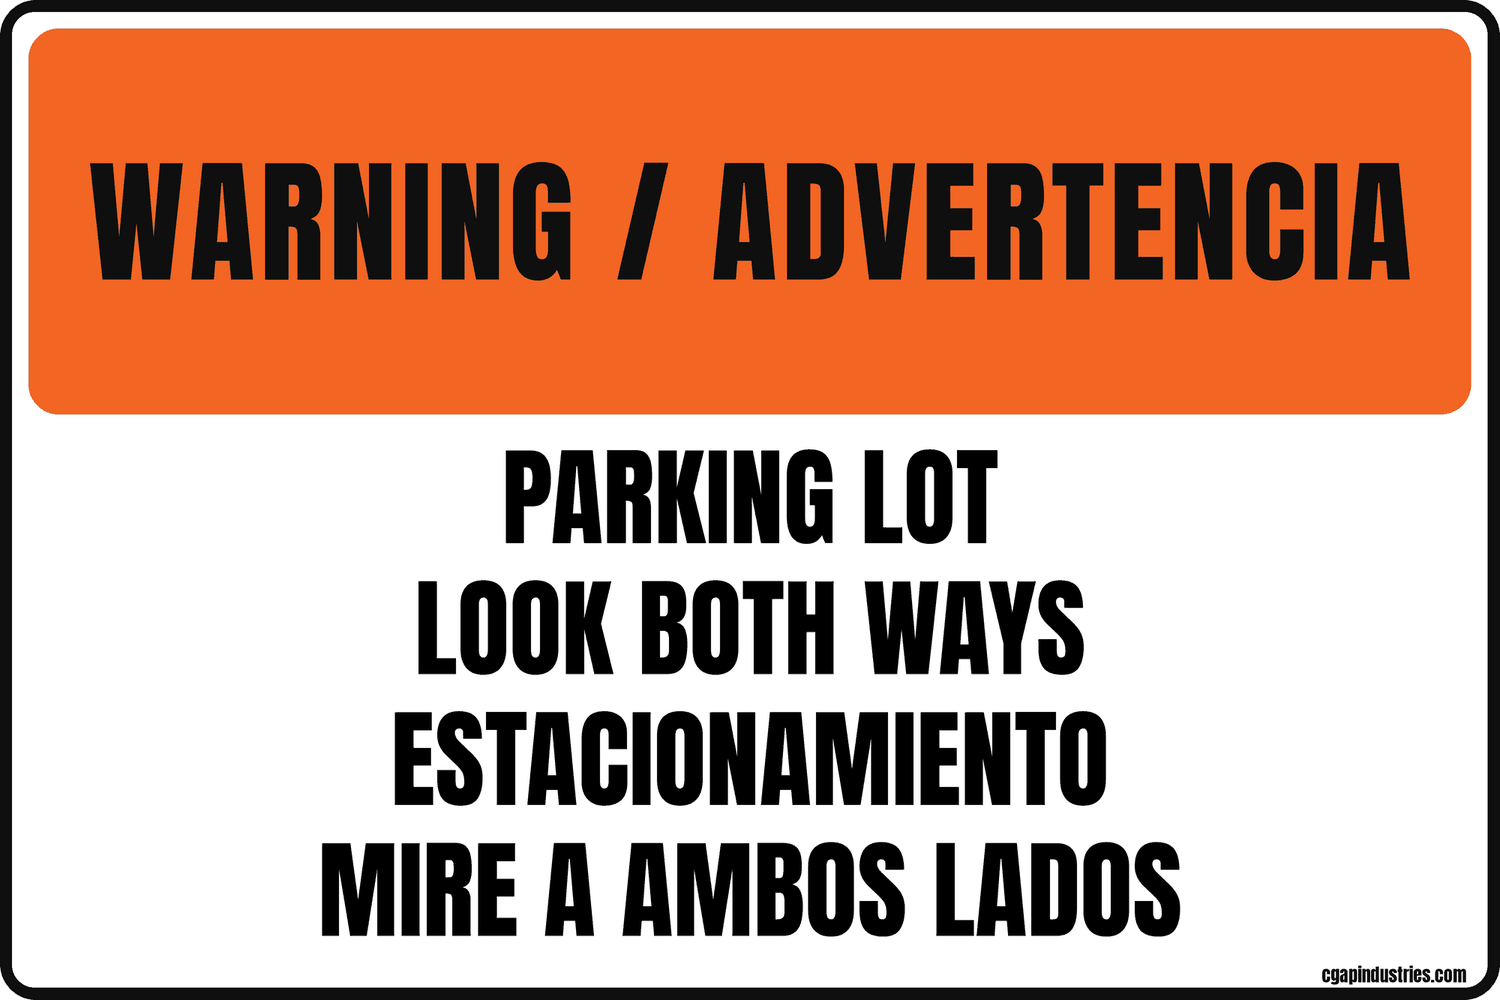 WARNING / ADVERTENCIA
PARKING LOT
LOOK BOTH WAYS
ESTACIONAMIENTO
MIRE A AMBOS LADOS
cgapindustries.com